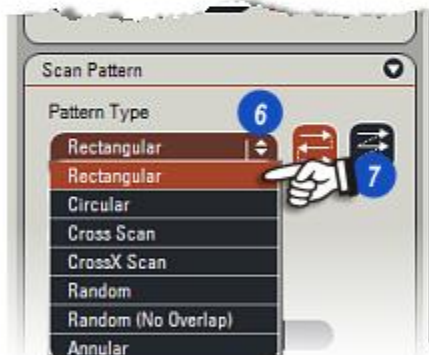 Scan Pattern
Pattern Type
6
Rectangular
Rectangular
7
Circular
Cross Scan
CrossX Scan
Random
Random (No Overlap)
Annular